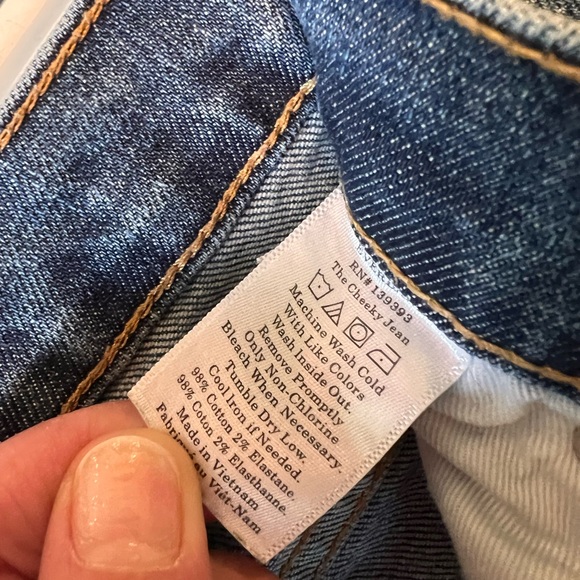 RN# 139393
The Cheeky Jean
Machine Wash Cold
With Like Colors
Wash Inside Out.
Remove Promptly
Only Non-Chlorine
Bleach When Necessary.
Tumble Dry Low
Cool Iron if Needed.
98% Cotton 2% Elastane.
98% Cotton 2% Elasthanne.
Made in Vietnam
Fabriqué au Viêt-Nam